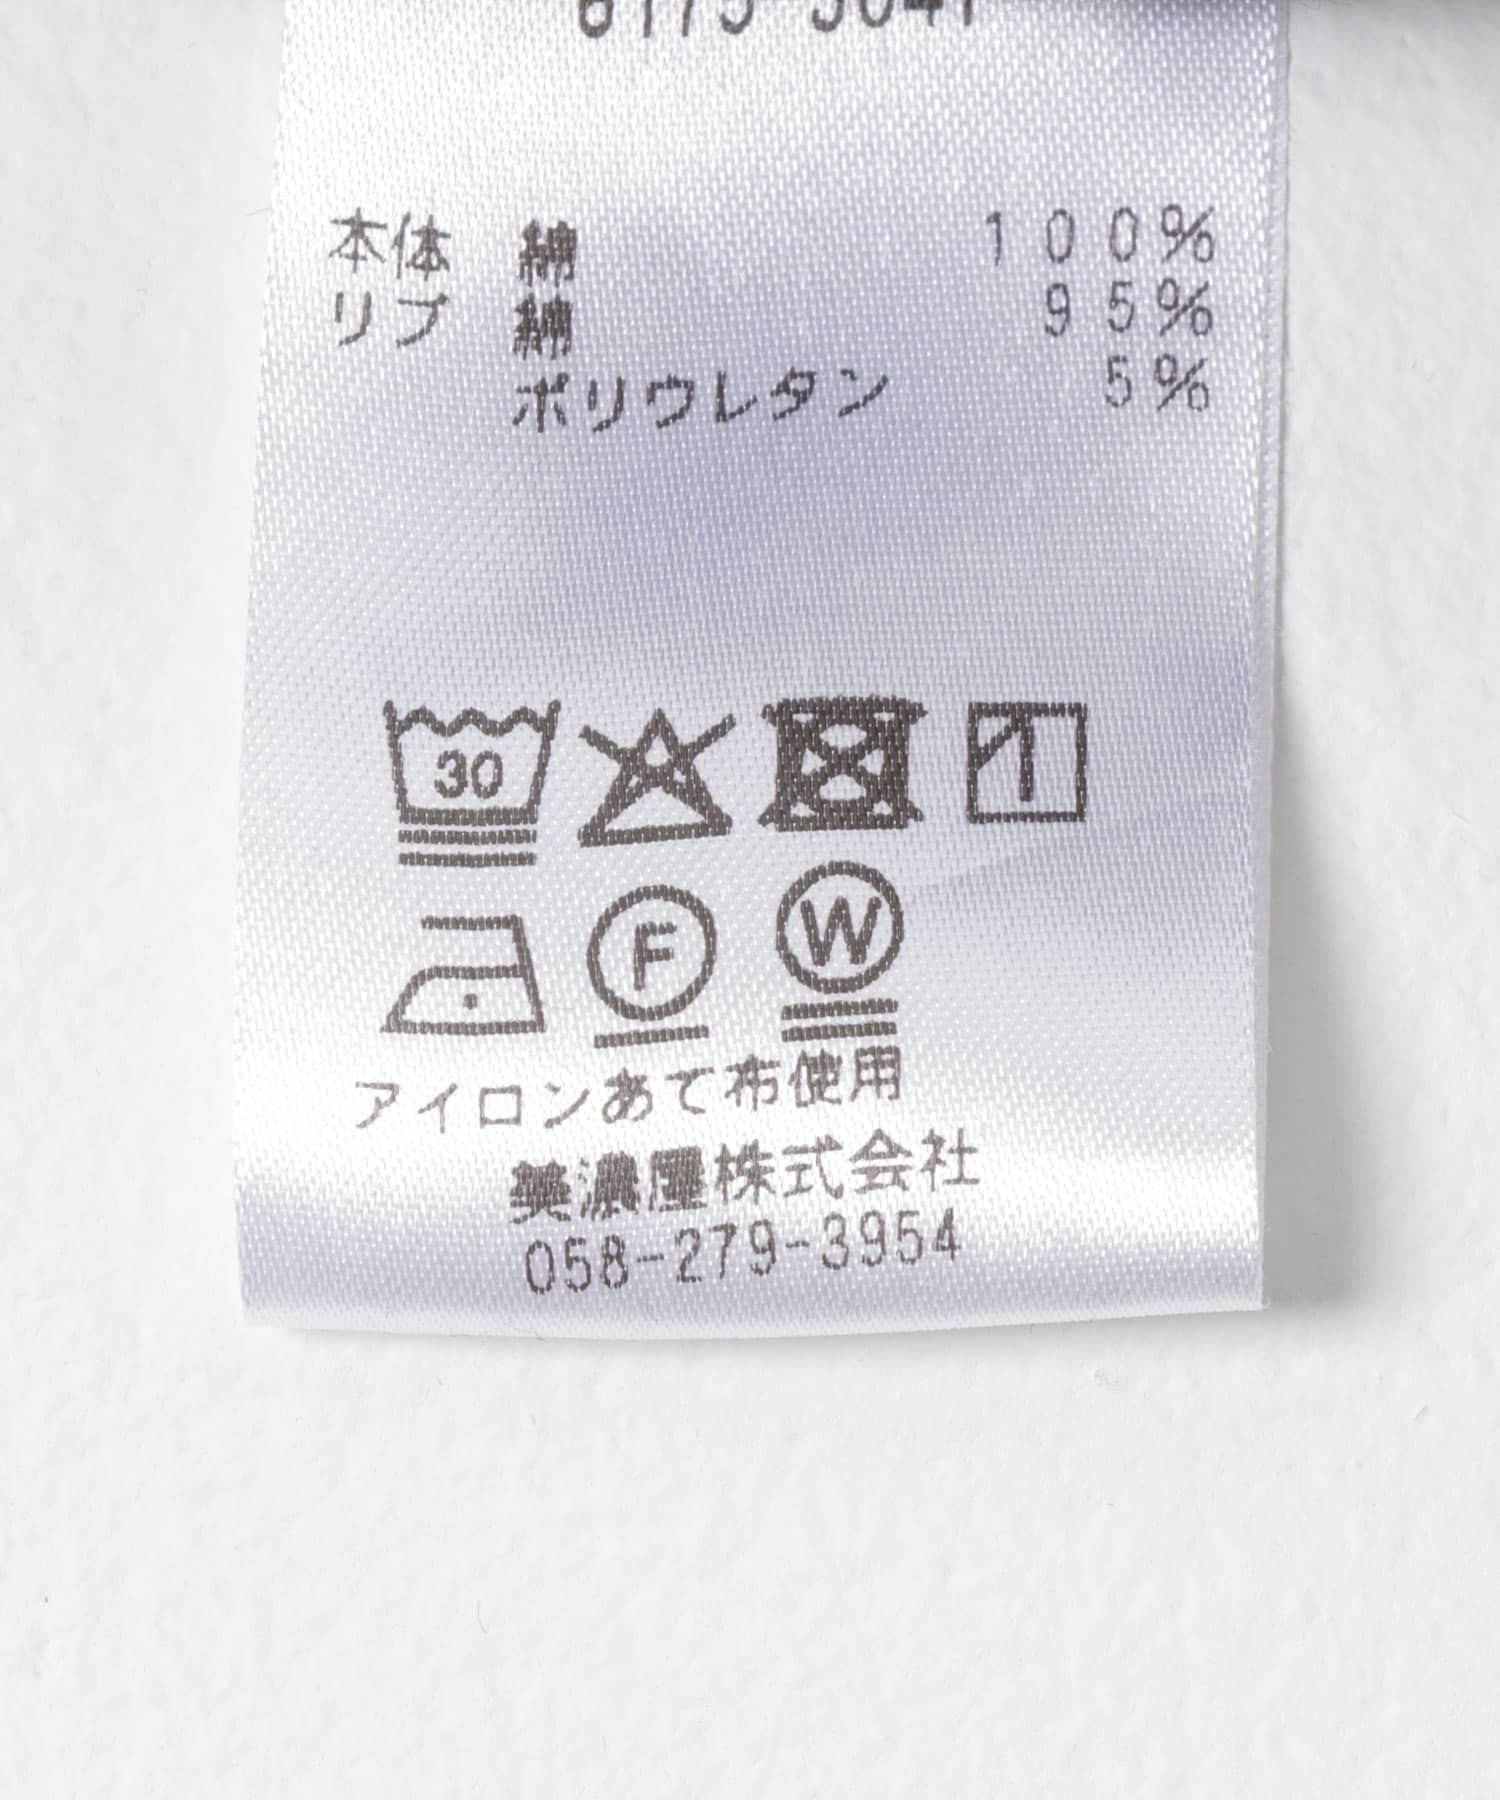 本体 綿 100%
リブ 綿 95%
ポリウレタン 5%
30
F W
アイロンあて布使用
美濃屋株式会社
058-279-3954